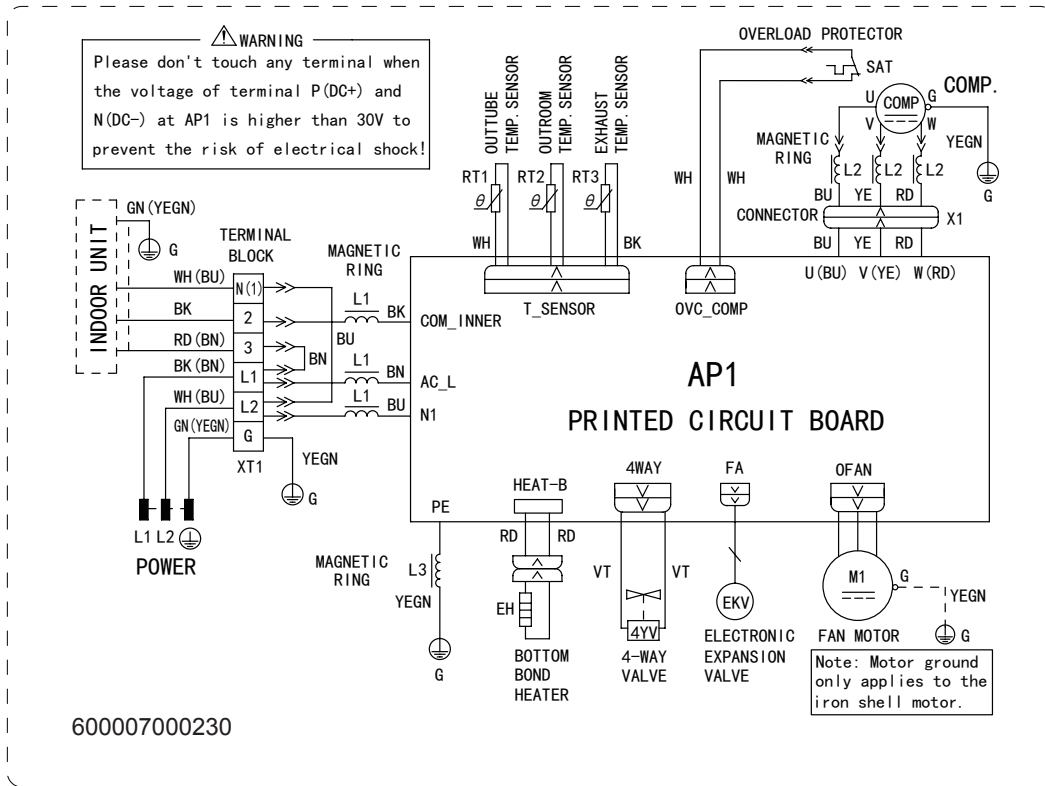 WARNING
Please don't touch any terminal when
the voltage of terminal P(DC+) and
N(DC-) at AP1 is higher than 30V to
prevent the risk of electrical shock!
OVERLOAD PROTECTOR
SAT
COMP.
U
COMP
G
V
W
YEGN
G
MAGNETIC
RING
L2
L2
L2
BU
YE
RD
CONNECTOR
X1
BU
YE
RD
U(BU)
V(YE)
W(RD)
WH
WH
OVC_COMP
OUTTUBE
TEMP. SENSOR
OUTROOM
TEMP. SENSOR
EXHAUST
TEMP. SENSOR
RT1
RT2
RT3
θ
θ
θ
WH
BK
T_SENSOR
INDOOR UNIT
GN(YEGN)
G
TERMINAL
BLOCK
MAGNETIC
RING
WH(BU)
N(1)
BK
2
RD(BN)
3
BK(BN)
L1
WH(BU)
L2
GN(YEGN)
G
XT1
BU
BN
L1
BK
COM_INNER
L1
BN
AC_L
L1
BU
N1
YEGN
G
L1
L2
POWER
AP1
PRINTED CIRCUIT BOARD
PE
MAGNETIC
RING
L3
YEGN
G
HEAT-B
RD
RD
EH
BOTTOM
BOND
HEATER
4WAY
VT
VT
4YV
4-WAY
VALVE
FA
EKV
ELECTRONIC
EXPANSION
VALVE
OFAN
M1
G
YEGN
G
FAN MOTOR
Note: Motor ground
only applies to the
iron shell motor.
600007000230